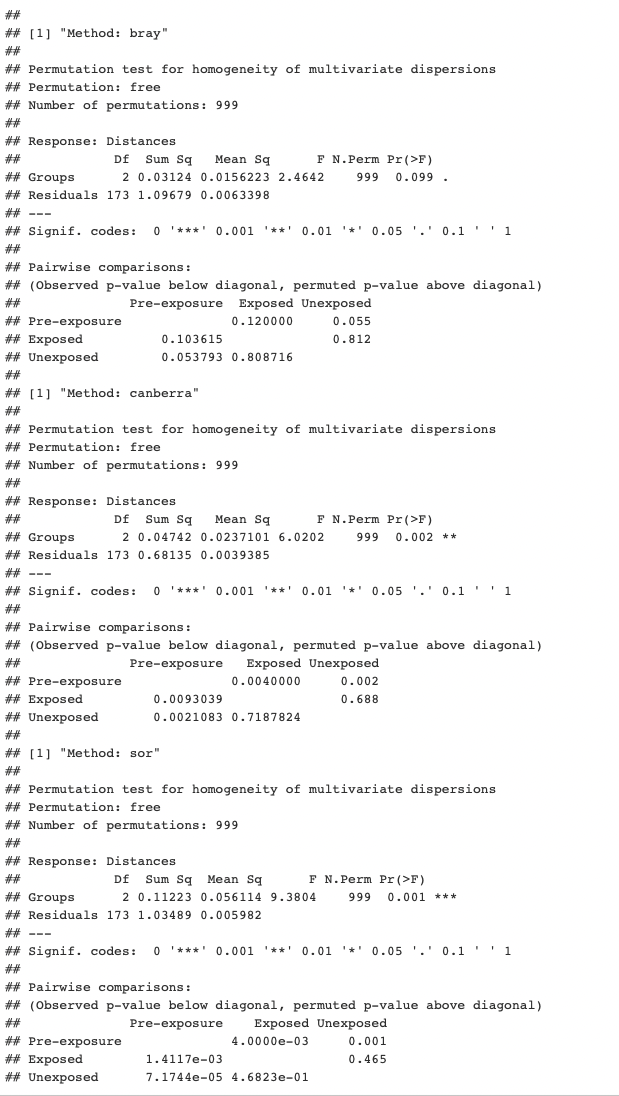 ##
## [1] "Method: bray"
##
## Permutation test for homogeneity of multivariate dispersions
## Permutation: free
## Number of permutations: 999
##
## Response: Distances
##            Df  Sum Sq   Mean Sq      F N.Perm Pr(>F)
## Groups      2 0.03124 0.0156223 2.4642    999  0.099 .
## Residuals 173 1.09679 0.0063398
## ---
## Signif. codes:  0 '***' 0.001 '**' 0.01 '*' 0.05 '.' 0.1 ' ' 1
##
## Pairwise comparisons:
## (Observed p-value below diagonal, permuted p-value above diagonal)
##              Pre-exposure  Exposed Unexposed
## Pre-exposure              0.120000     0.055
## Exposed          0.103615              0.812
## Unexposed        0.053793 0.808716
##
## [1] "Method: canberra"
##
## Permutation test for homogeneity of multivariate dispersions
## Permutation: free
## Number of permutations: 999
##
## Response: Distances
##            Df  Sum Sq   Mean Sq      F N.Perm Pr(>F)
## Groups      2 0.04742 0.0237101 6.0202    999  0.002 **
## Residuals 173 0.68135 0.0039385
## ---
## Signif. codes:  0 '***' 0.001 '**' 0.01 '*' 0.05 '.' 0.1 ' ' 1
##
## Pairwise comparisons:
## (Observed p-value below diagonal, permuted p-value above diagonal)
##              Pre-exposure   Exposed Unexposed
## Pre-exposure              0.0040000     0.002
## Exposed         0.0093039               0.688
## Unexposed       0.0021083 0.7187824
##
## [1] "Method: sor"
##
## Permutation test for homogeneity of multivariate dispersions
## Permutation: free
## Number of permutations: 999
##
## Response: Distances
##            Df  Sum Sq  Mean Sq      F N.Perm Pr(>F)
## Groups      2 0.11223 0.056114 9.3804    999  0.001 ***
## Residuals 173 1.03489 0.005982
## ---
## Signif. codes:  0 '***' 0.001 '**' 0.01 '*' 0.05 '.' 0.1 ' ' 1
##
## Pairwise comparisons:
## (Observed p-value below diagonal, permuted p-value above diagonal)
##              Pre-exposure    Exposed Unexposed
## Pre-exposure              4.0000e-03     0.001
## Exposed        1.4117e-03                0.465
## Unexposed      7.1744e-05 4.6823e-01